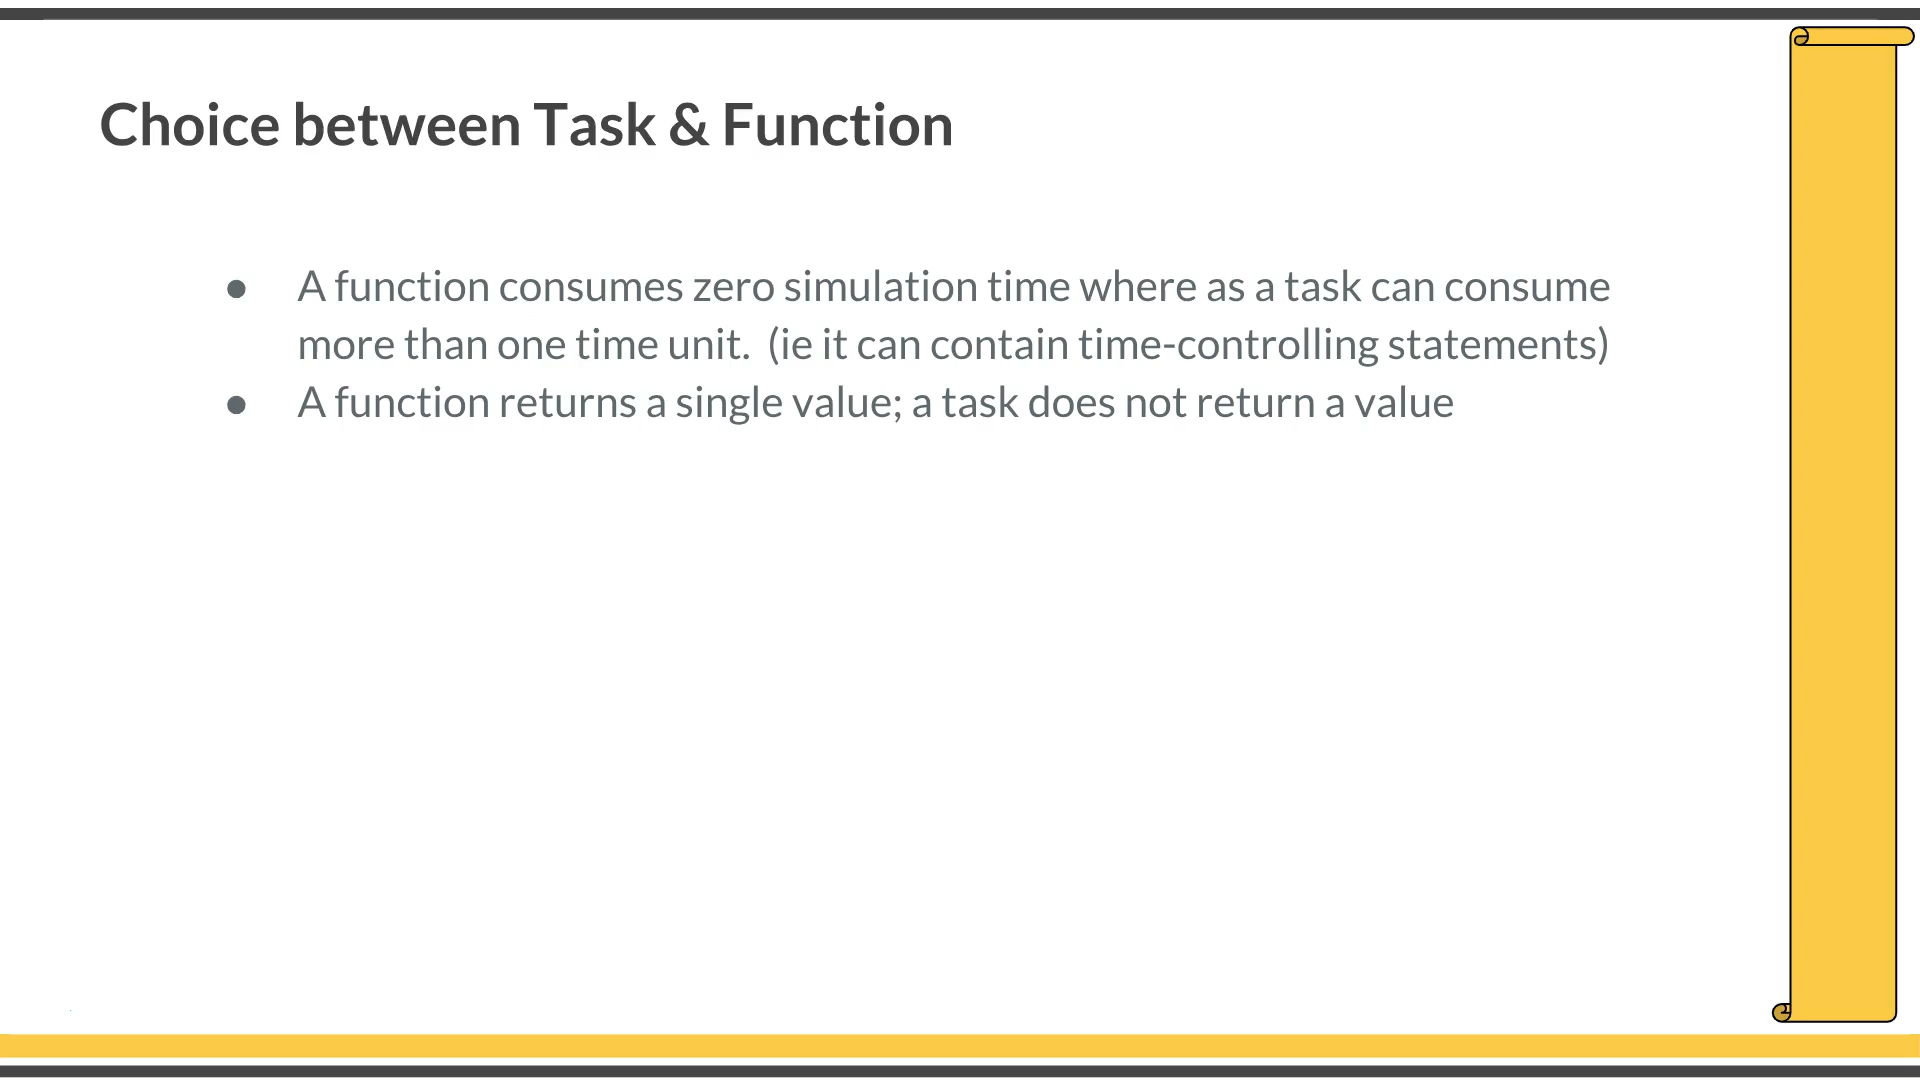 Choice between Task & Function
● A function consumes zero simulation time where as a task can consume
more than one time unit.  (ie it can contain time-controlling statements)
● A function returns a single value; a task does not return a value